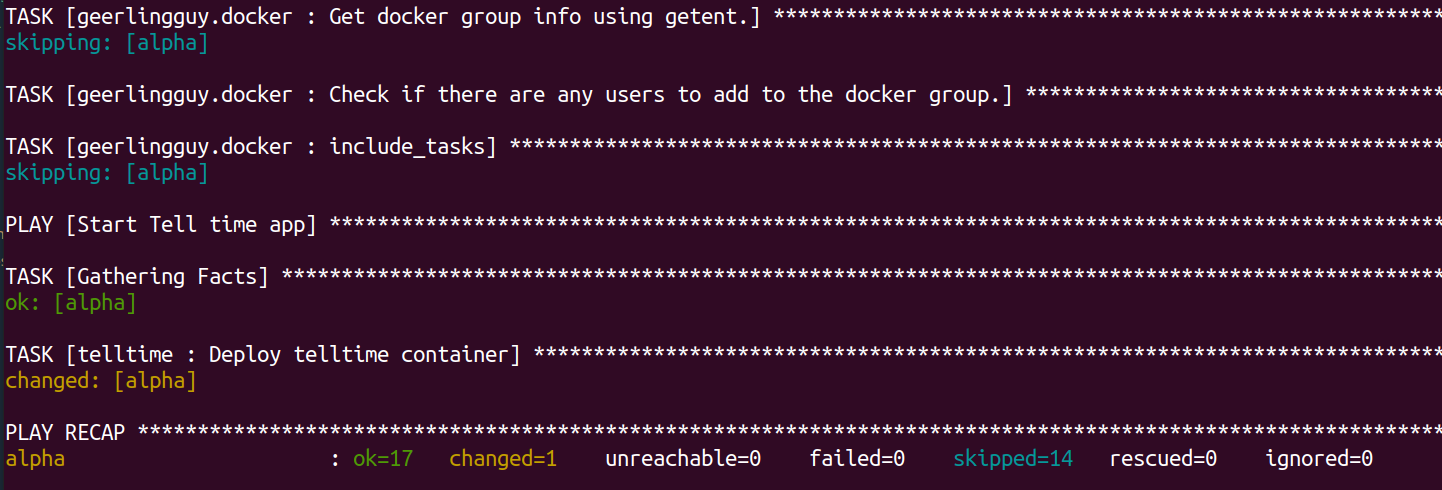 TASK [geerlingguy.docker : Get docker group info using getent.] ********************************************************
skipping: [alpha]
TASK [geerlingguy.docker : Check if there are any users to add to the docker group.] ***********************************
TASK [geerlingguy.docker : include_tasks] ******************************************************************************
skipping: [alpha]
PLAY [Start Tell time app] *********************************************************************************************
TASK [Gathering Facts] *************************************************************************************************
ok: [alpha]
TASK [telltime : Deploy telltime container] ****************************************************************************
changed: [alpha]
PLAY RECAP *************************************************************************************************************
alpha                      : ok=17   changed=1    unreachable=0    failed=0    skipped=14   rescued=0    ignored=0